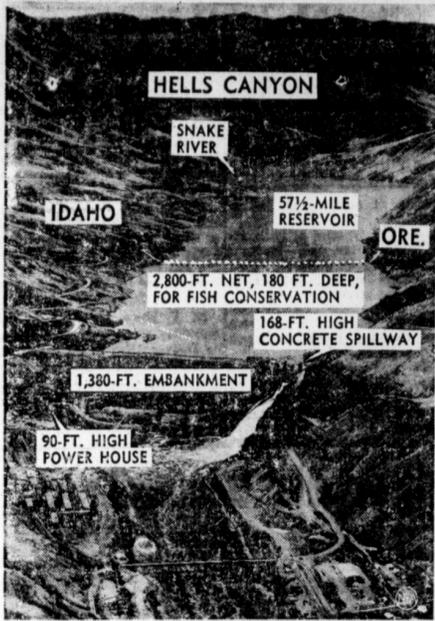 HELLS CANYON
SNAKE
RIVER
57½-MILE
RESERVOIR
IDAHO
ORE.
2,800-FT. NET, 180 FT. DEEP,
FOR FISH CONSERVATION
168-FT. HIGH
CONCRETE SPILLWAY
1,380-FT. EMBANKMENT
90-FT. HIGH
POWER HOUSE